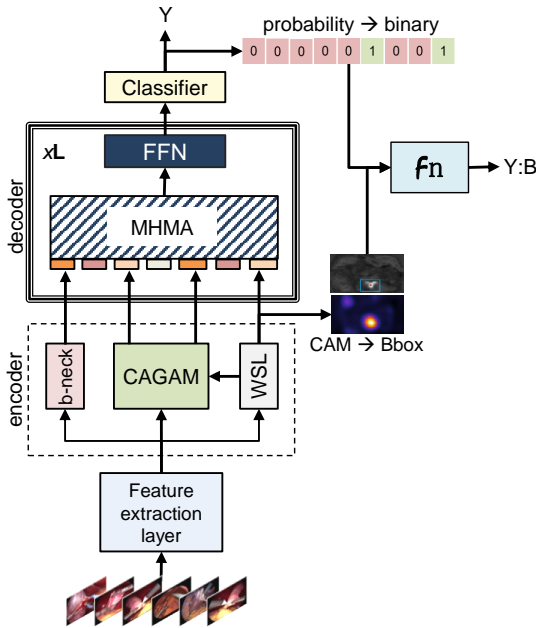 Y
probability → binary
0 0 0 0 0 1 0 0 1
Classifier
xL
FFN
fn
Y:B
decoder
MHMA
CAM → Bbox
encoder
b-neck
CAGAM
WSL
Feature
extraction
layer